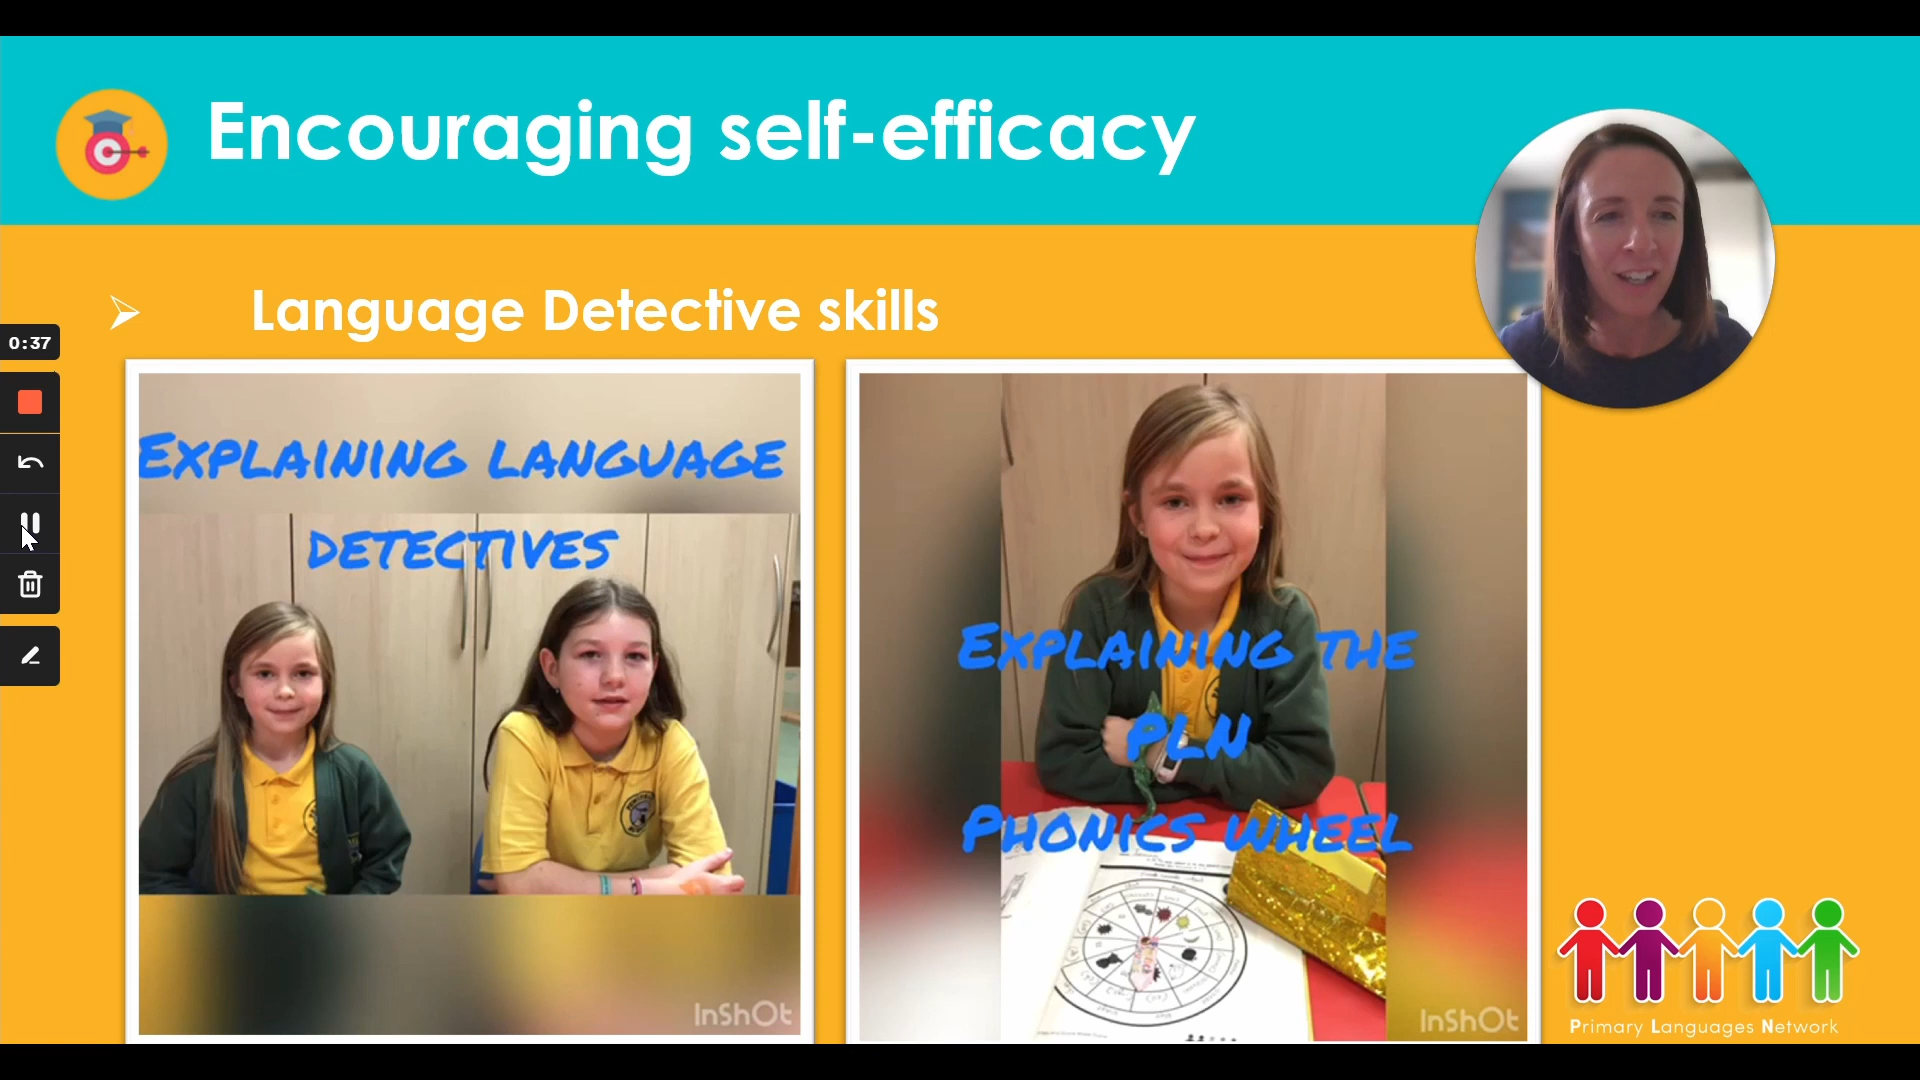 Encouraging self-efficacy
Language Detective skills
0:37
EXPLAINING LANGUAGE
DETECTIVES
InShOt
EXPLAINING THE
PLN
PHONICS WHEEL
InShOt
Primary Languages Network